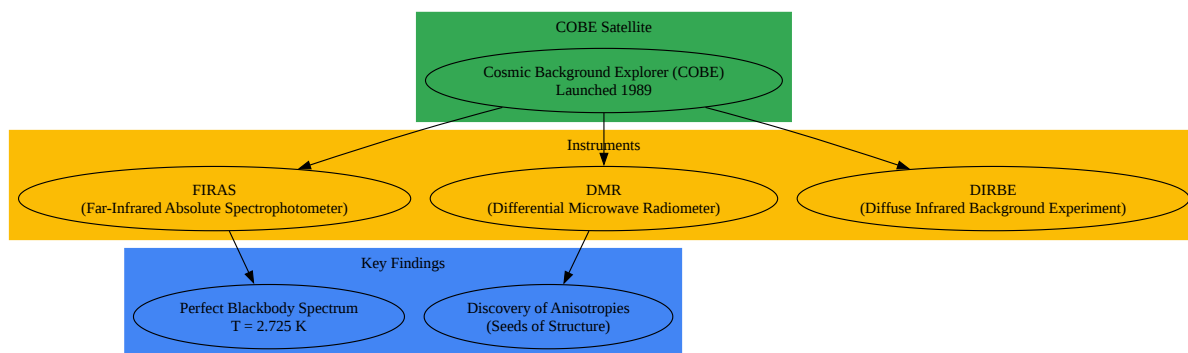 COBE Satellite
Cosmic Background Explorer (COBE)
Launched 1989
Instruments
FIRAS
(Far-Infrared Absolute Spectrophotometer)
DMR
(Differential Microwave Radiometer)
DIRBE
(Diffuse Infrared Background Experiment)
Key Findings
Perfect Blackbody Spectrum
T = 2.725 K
Discovery of Anisotropies
(Seeds of Structure)